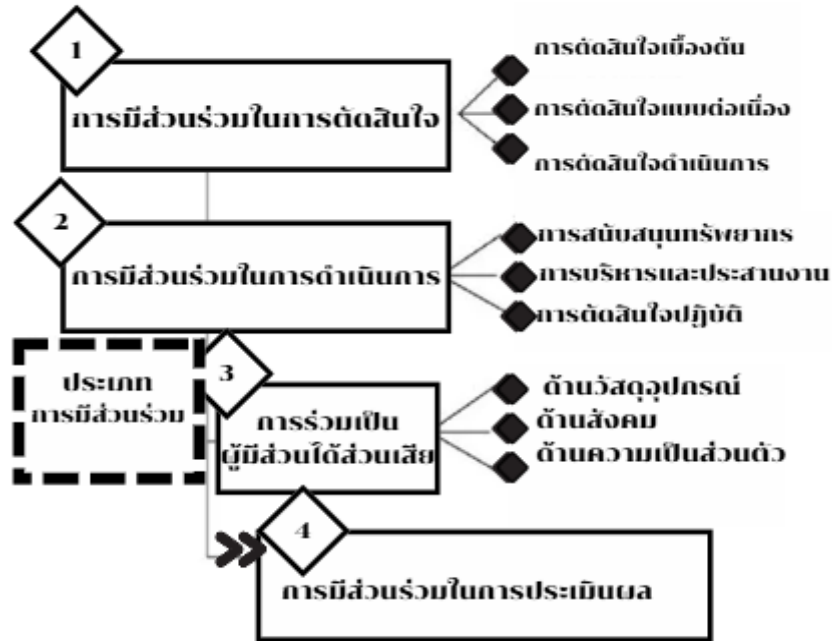 1
การมีส่วนร่วมในการตัดสินใจ
การตัดสินใจเบื้องต้น
การตัดสินใจแบบต่อเนื่อง
การตัดสินใจดำเนินการ
2
การมีส่วนร่วมในการดำเนินการ
การสนับสนุนทรัพยากร
การบริหารและประสานงาน
การตัดสินใจปฏิบัติ
ประเภท
การมีส่วนร่วม
3
การร่วมเป็น
ผู้มีส่วนได้ส่วนเสีย
ด้านวัสดุอุปกรณ์
ด้านสังคม
ด้านความเป็นส่วนตัว
4
การมีส่วนร่วมในการประเมินผล